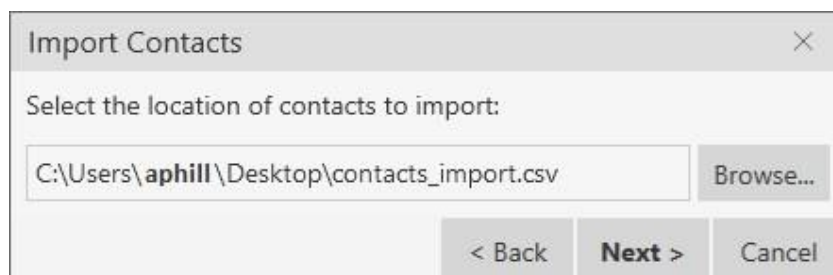 Import Contacts
Select the location of contacts to import:
C:\Users\aphill\Desktop\contacts_import.csv Browse...
< Back Next > Cancel